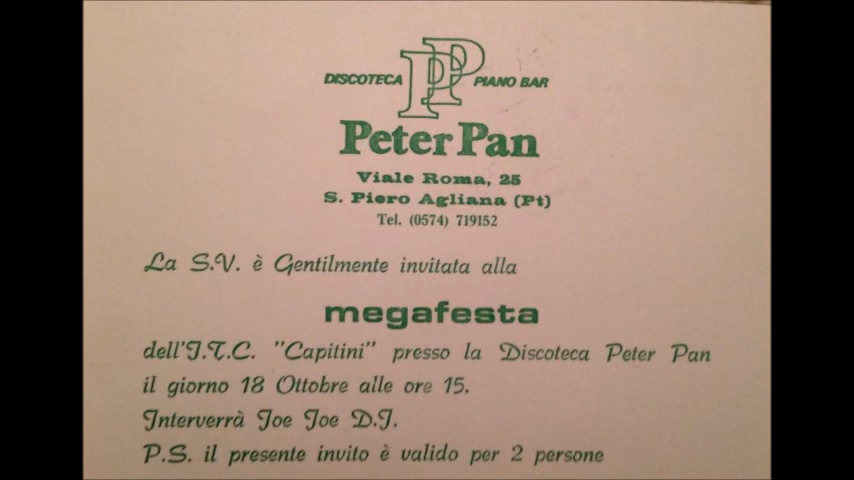 DISCOTECA PP PIANO BAR
Peter Pan
Viale Roma, 25
S. Piero Agliana (Pt)
Tel. (0574) 719152
La S.V. è Gentilmente invitata alla
megafesta
dell'I.T.C. "Capitini" presso la Discoteca Peter Pan
il giorno 18 Ottobre alle ore 15.
Interverrà Joe Joe D.J.
P.S. il presente invito è valido per 2 persone